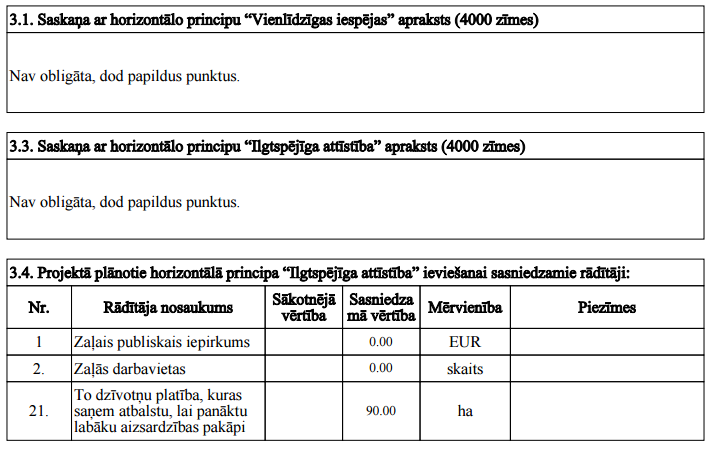 3.1. Saskaņa ar horizontālo principu “Vienlīdzīgas iespējas” apraksts (4000 zīmes)
Nav obligāta, dod papildus punktus.
3.3. Saskaņa ar horizontālo principu “Ilgtspējīga attīstība” apraksts (4000 zīmes)
Nav obligāta, dod papildus punktus.
3.4. Projektā plānotie horizontālā principa “Ilgtspējīga attīstība” ieviešanai sasniedzamie rādītāji:
Nr. Rādītāja nosaukums Sākotnējā vērtība Sasniedza mā vērtība Mērvienība Piezīmes
1 Zaļais publiskais iepirkums 0.00 EUR
2. Zaļās darbavietas 0.00 skaits
21. To dzīvotņu platība, kuras saņem atbalstu, lai panāktu labāku aizsardzības pakāpi 90.00 ha